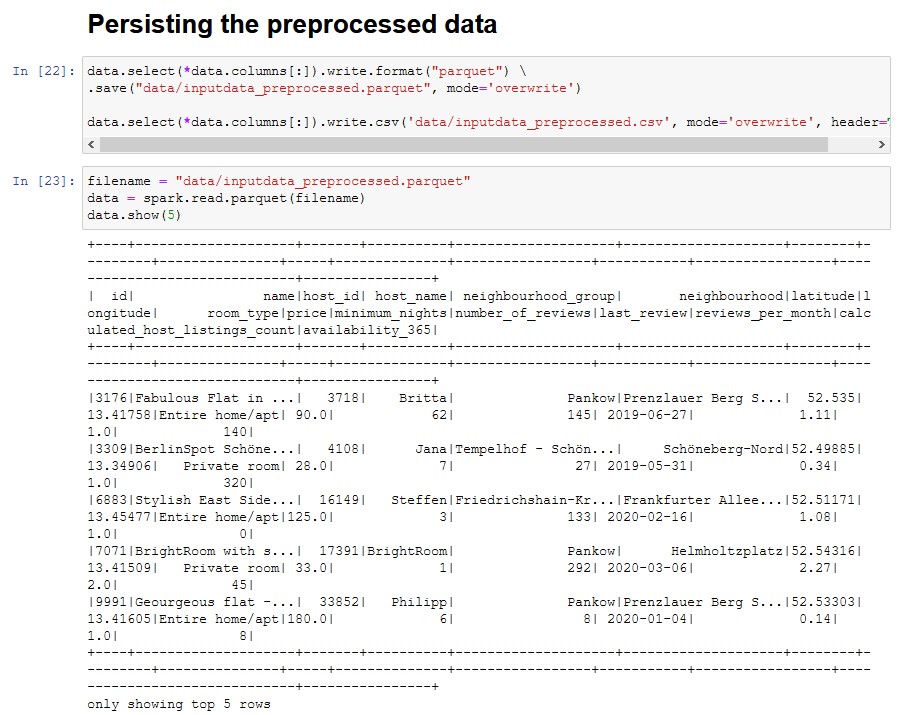 Persisting the preprocessed data
In [22]: data.select(*data.columns[:]).write.format("parquet") \
.save("data/inputdata_preprocessed.parquet", mode='overwrite')
data.select(*data.columns[:]).write.csv('data/inputdata_preprocessed.csv', mode='overwrite', header=
In [23]: filename = "data/inputdata_preprocessed.parquet"
data = spark.read.parquet(filename)
data.show(5)
+----+--------------------+-------+----------+--------------------+--------------------+--------+-
--------+---------------+-----+--------------+-----------------+-----------+-----------------+----
--------------------------+----------------+
|  id|                name|host_id| host_name| neighbourhood_group|       neighbourhood|latitude|l
ongitude|      room_type|price|minimum_nights|number_of_reviews|last_review|reviews_per_month|calc
ulated_host_listings_count|availability_365|
+----+--------------------+-------+----------+--------------------+--------------------+--------+-
--------+---------------+-----+--------------+-----------------+-----------+-----------------+----
--------------------------+----------------+
|3176|Fabulous Flat in ...|   3718|    Britta|              Pankow|Prenzlauer Berg S...|  52.535|
13.41758|Entire home/apt| 90.0|            62|              145| 2019-06-27|             1.11|
1.0|             140|
|3309|BerlinSpot Schöne...|   4108|      Jana|Tempelhof - Schön...|     Schöneberg-Nord|52.49885|
13.34906|   Private room| 28.0|             7|               27| 2019-05-31|             0.34|
1.0|             320|
|6883|Stylish East Side...|  16149|   Steffen|Friedrichshain-Kr...|Frankfurter Allee...|52.51171|
13.45477|Entire home/apt|125.0|             3|              133| 2020-02-16|             1.08|
1.0|               0|
|7071|BrightRoom with s...|  17391|BrightRoom|              Pankow|      Helmholtzplatz|52.54316|
13.41509|   Private room| 33.0|             1|              292| 2020-03-06|             2.27|
2.0|              45|
|9991|Geourgeous flat -...|  33852|   Philipp|              Pankow|Prenzlauer Berg S...|52.53303|
13.41605|Entire home/apt|180.0|             6|                8| 2020-01-04|             0.14|
1.0|               8|
+----+--------------------+-------+----------+--------------------+--------------------+--------+-
--------+---------------+-----+--------------+-----------------+-----------+-----------------+----
--------------------------+----------------+
only showing top 5 rows